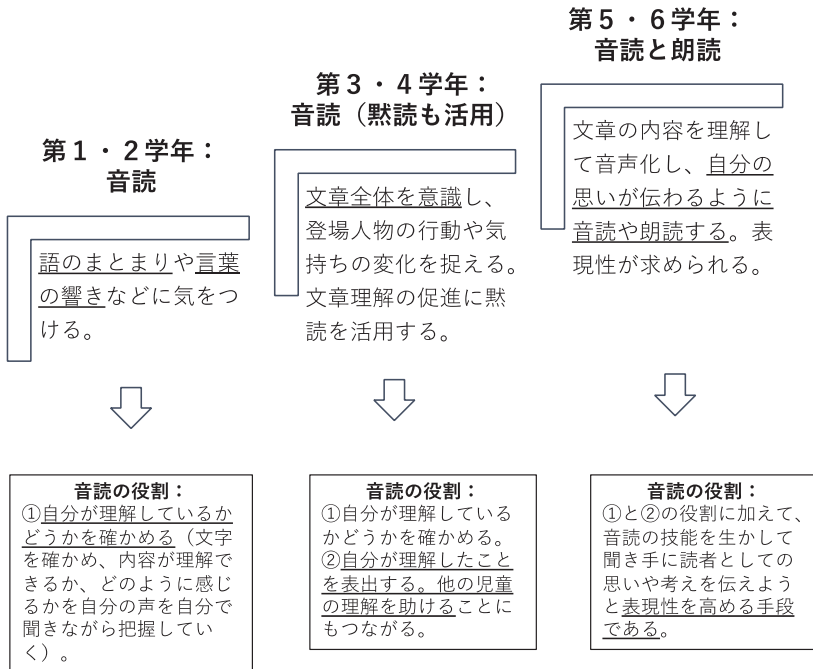 第１・２学年：
音読
語のまとまりや言葉
の響きなどに気をつ
ける。
音読の役割：
①自分が理解しているか
どうかを確かめる（文字
を確かめ、内容が理解で
きるか、どのように感じ
るかを自分の声を自分で
聞きながら把握してい
く）。
第３・４学年：
音読（黙読も活用）
文章全体を意識し、
登場人物の行動や気
持ちの変化を捉える。
文章理解の促進に黙
読を活用する。
音読の役割：
①自分が理解している
かどうかを確かめる。
②自分が理解したこと
を表出する。他の児童
の理解を助けることに
もつながる。
第５・６学年：
音読と朗読
文章の内容を理解し
て音声化し、自分の
思いが伝わるように
音読や朗読する。表
現性が求められる。
音読の役割：
①と②の役割に加えて、
音読の技能を生かして
聞き手に読者としての
思いや考えを伝えよう
と表現性を高める手段
である。